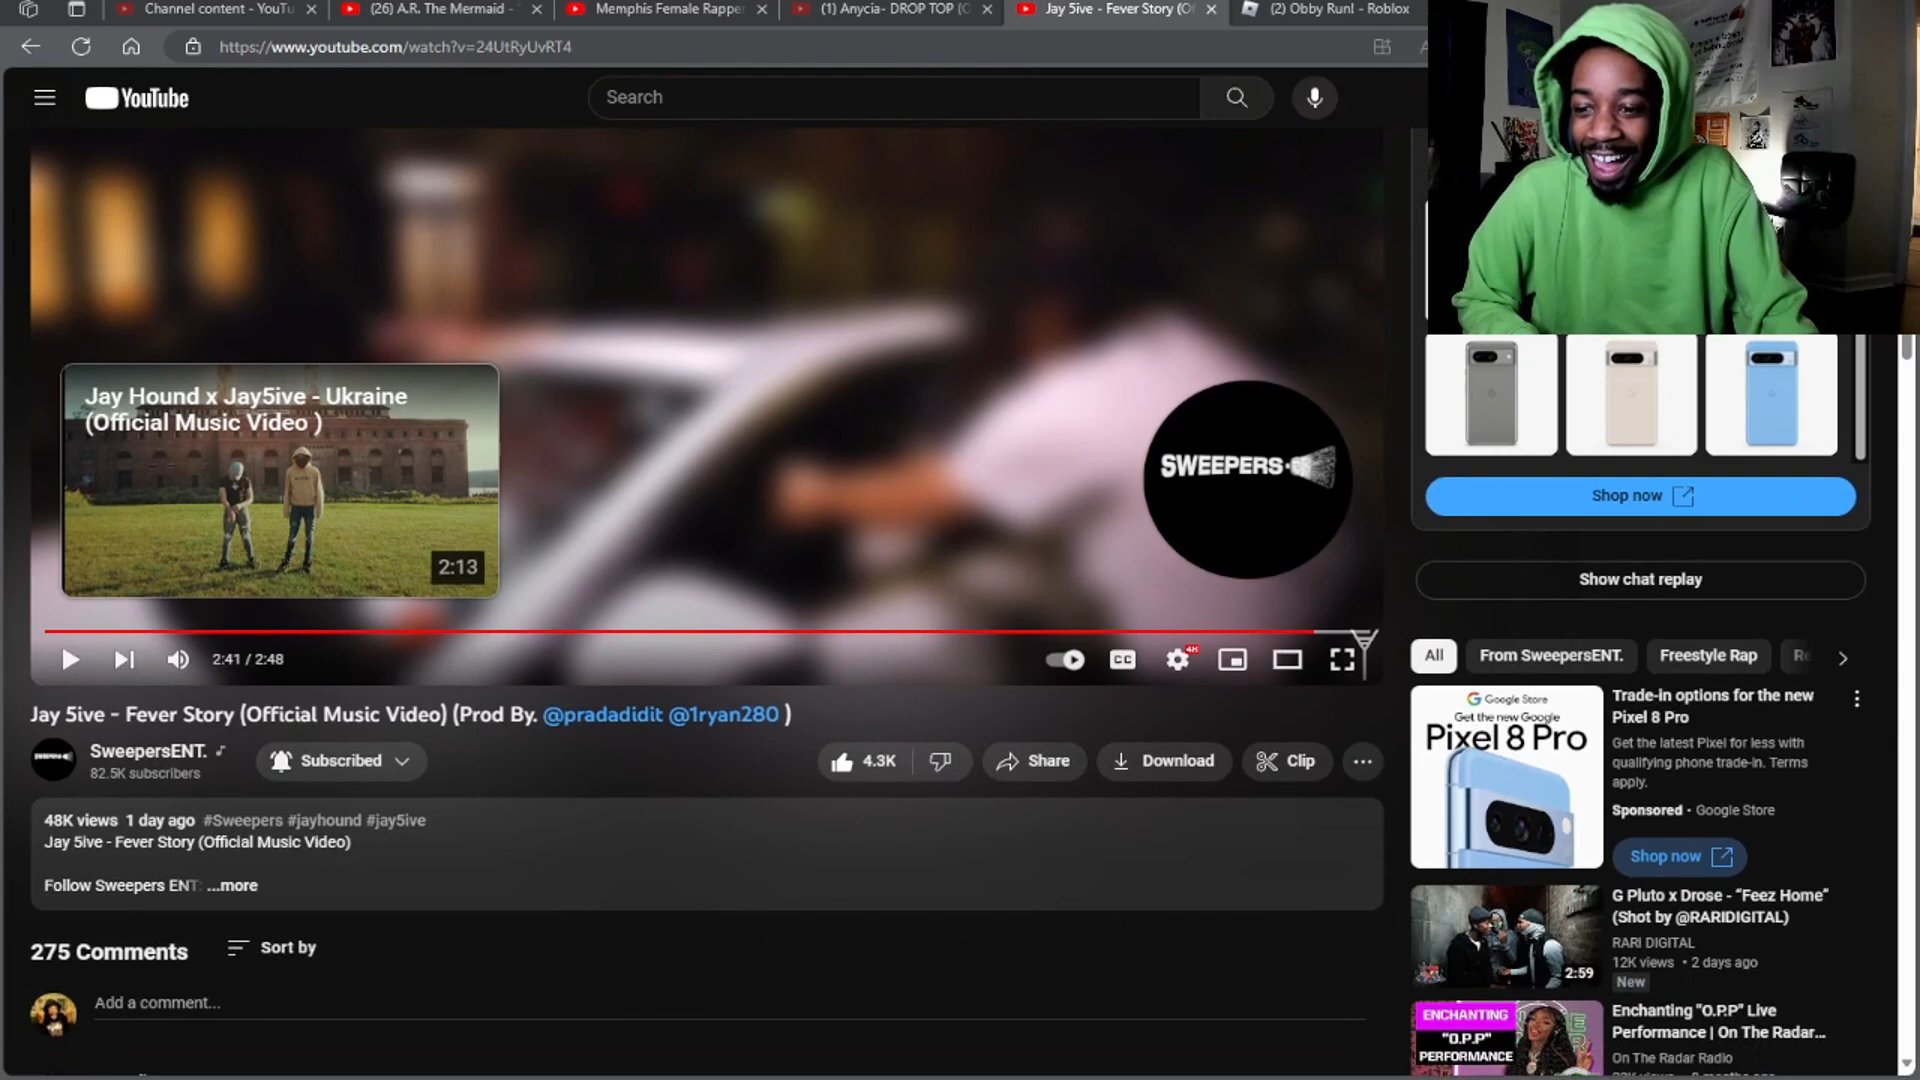 Channel content - YouTu
(26) A.R. The Mermaid -
Memphis Female Rapper
(1) Anycia- DROP TOP (O
Jay 5ive - Fever Story (Of
(2) Obby Run! - Roblox
https://www.youtube.com/watch?v=24UtRyUvRT4
YouTube
Search
Jay Hound x Jay5ive - Ukraine
(Official Music Video )
2:13
SWEEPERS
2:41 / 2:48
CC
4K
Jay 5ive - Fever Story (Official Music Video) (Prod By. @pradadidit @1ryan280 )
SweepersENT.
82.5K subscribers
Subscribed
4.3K
Share
Download
Clip
48K views 1 day ago #Sweepers #jayhound #jay5ive
Jay 5ive - Fever Story (Official Music Video)
Follow Sweepers ENT: ...more
275 Comments
Sort by
Add a comment...
Shop now
Show chat replay
All
From SweepersENT.
Freestyle Rap
Re
Google Store
Get the new Google
Pixel 8 Pro
Trade-in options for the new
Pixel 8 Pro
Get the latest Pixel for less with
qualifying phone trade-in. Terms
apply.
Sponsored • Google Store
Shop now
2:59
G Pluto x Drose - “Feez Home”
(Shot by @RARIDIGITAL)
RARI DIGITAL
12K views • 2 days ago
New
ENCHANTING
"O.P.P"
PERFORMANCE
Enchanting "O.P.P" Live
Performance | On The Radar...
On The Radar Radio